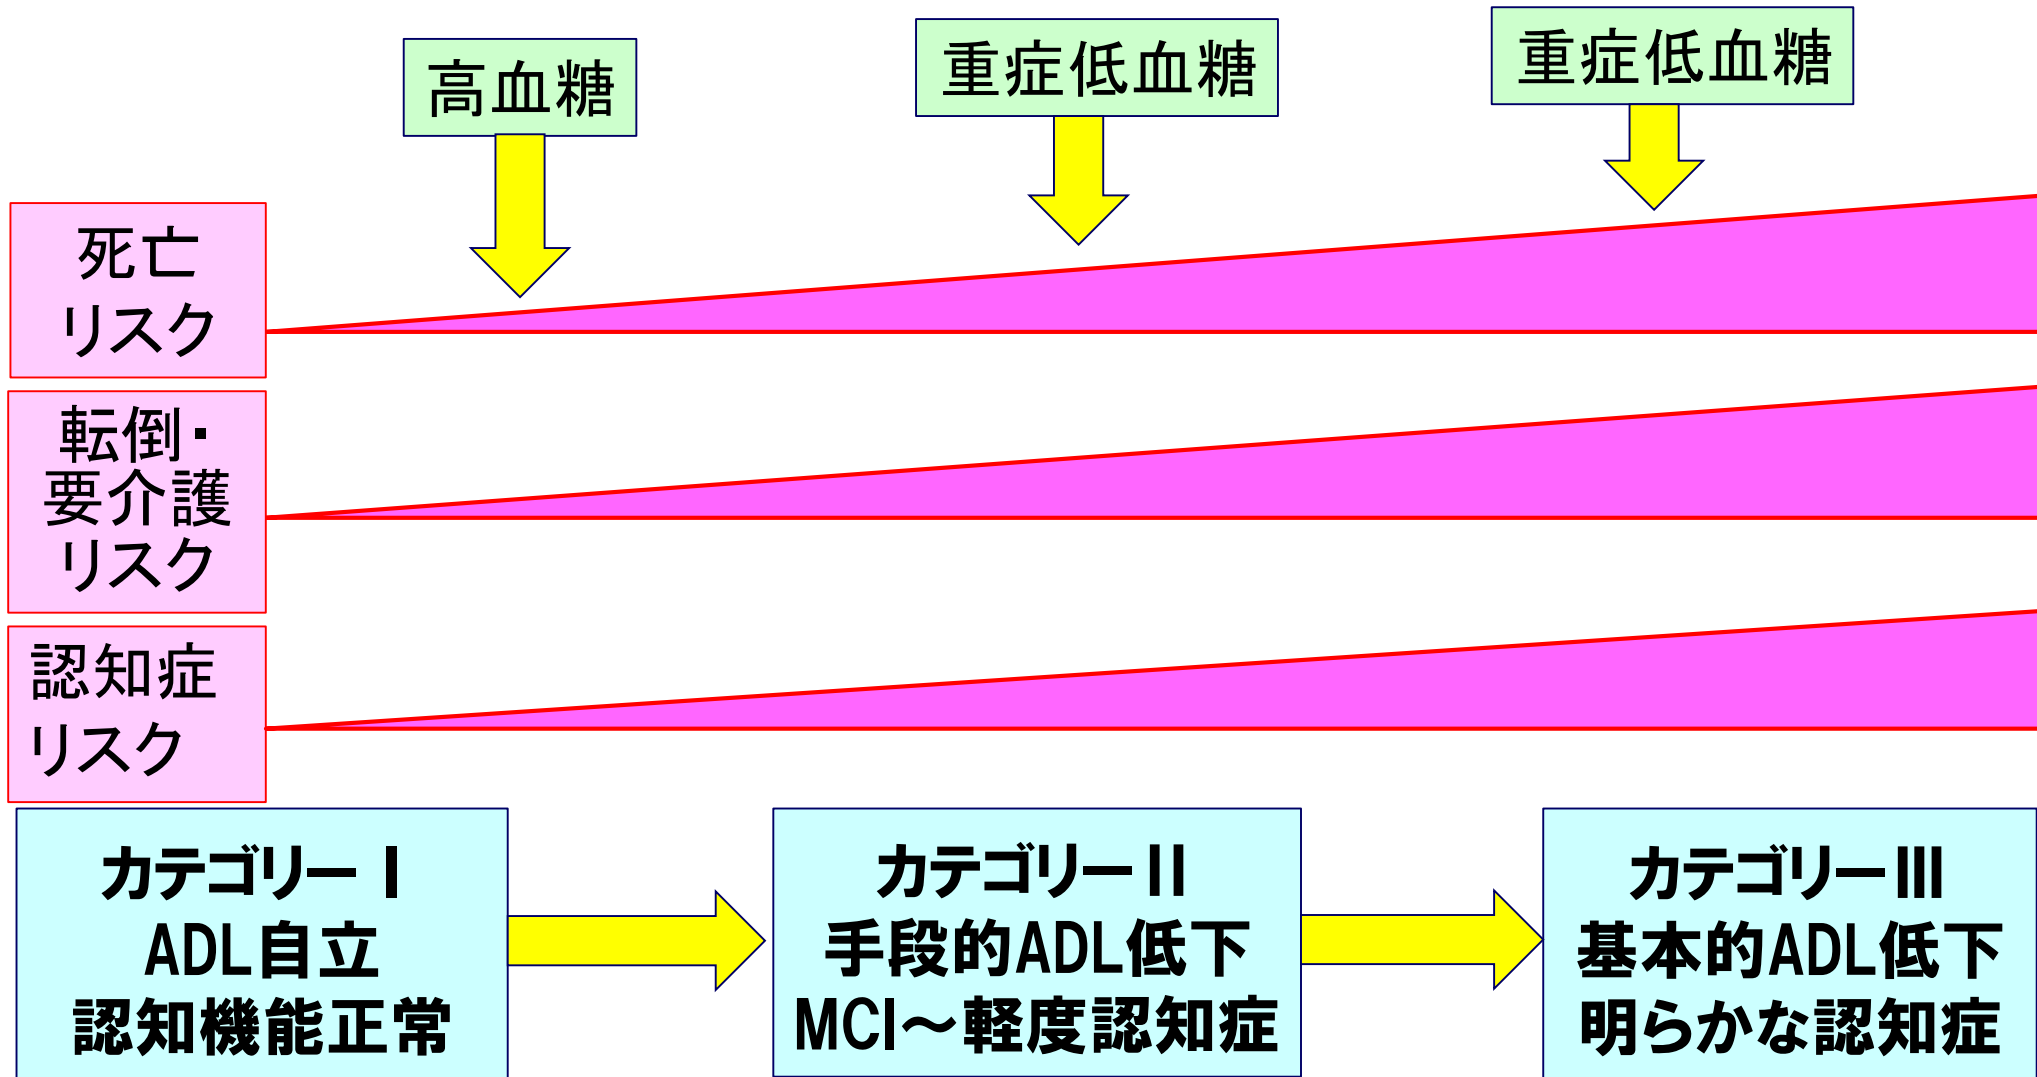 高血糖
重症低血糖
重症低血糖
死亡
リスク
転倒・
要介護
リスク
認知症
リスク
カテゴリーⅠ
ADL自立
認知機能正常
カテゴリーⅡ
手段的ADL低下
MCI～軽度認知症
カテゴリーⅢ
基本的ADL低下
明らかな認知症